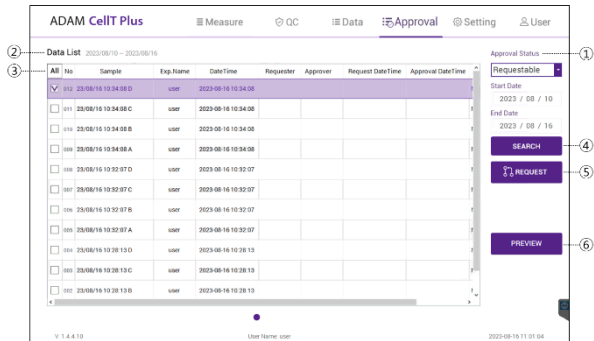 ADAM CellT Plus Measure QC Data Approval Setting User
② Data List 2023/08/10 ~ 2023/08/16
Approval Status ①
③ All No Sample Exp.Name DateTime Requester Approver Request DateTime Approval DateTime
Requestable
012 23/08/16 10:34:08 D user 2023-08-16 10:34:08
Start Date
2023 / 08 / 10
011 23/08/16 10:34:08 C user 2023-08-16 10:34:08
End Date
2023 / 08 / 16
010 23/08/16 10:34:08 B user 2023-08-16 10:34:08
009 23/08/16 10:34:08 A user 2023-08-16 10:34:08
SEARCH ④
008 23/08/16 10:32:07 D user 2023-08-16 10:32:07
REQUEST ⑤
007 23/08/16 10:32:07 C user 2023-08-16 10:32:07
006 23/08/16 10:32:07 B user 2023-08-16 10:32:07
005 23/08/16 10:32:07 A user 2023-08-16 10:32:07
004 23/08/16 10:28:13 D user 2023-08-16 10:28:13
PREVIEW ⑥
003 23/08/16 10:28:13 C user 2023-08-16 10:28:13
002 23/08/16 10:28:13 B user 2023-08-16 10:28:13
V. 1.4.4.10 User Name: user 2023-08-16 11:01:04